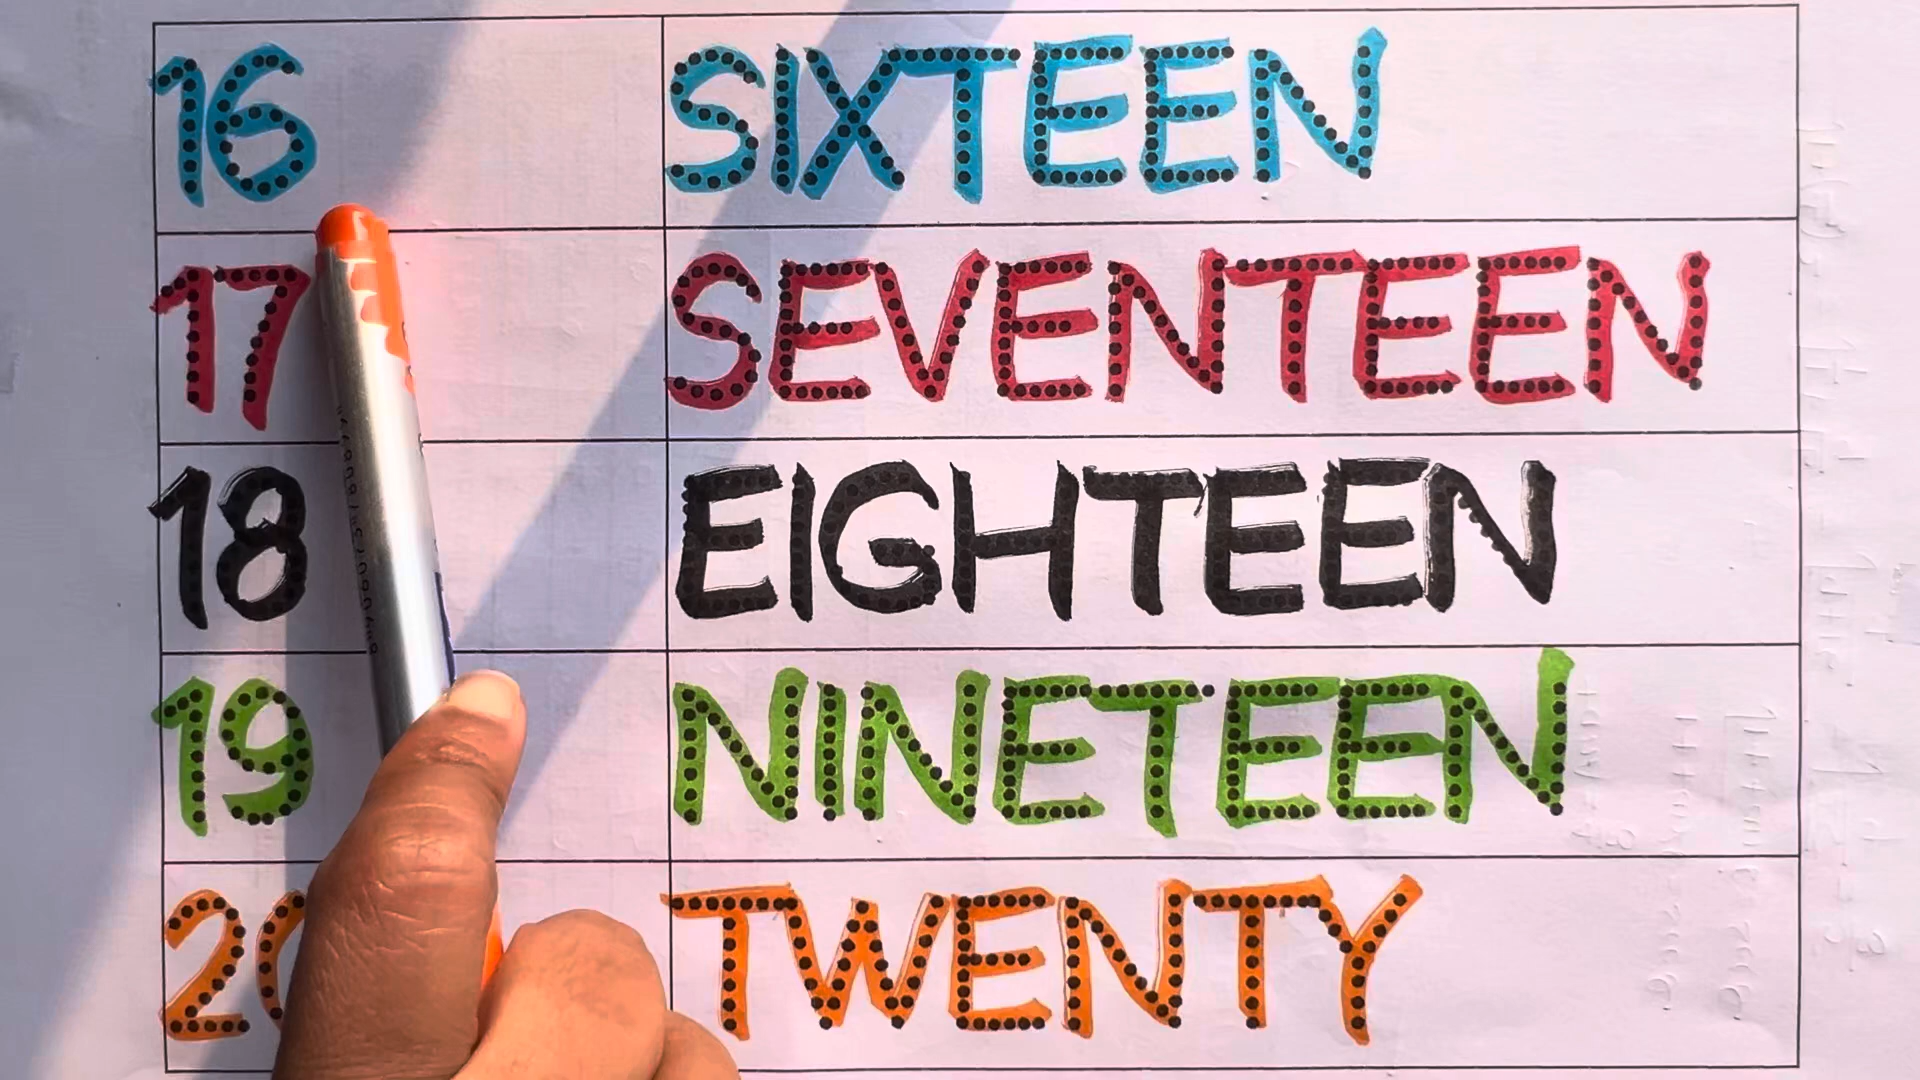 16 SIXTEEN
17 SEVENTEEN
18 EIGHTEEN
19 NINETEEN
20 TWENTY